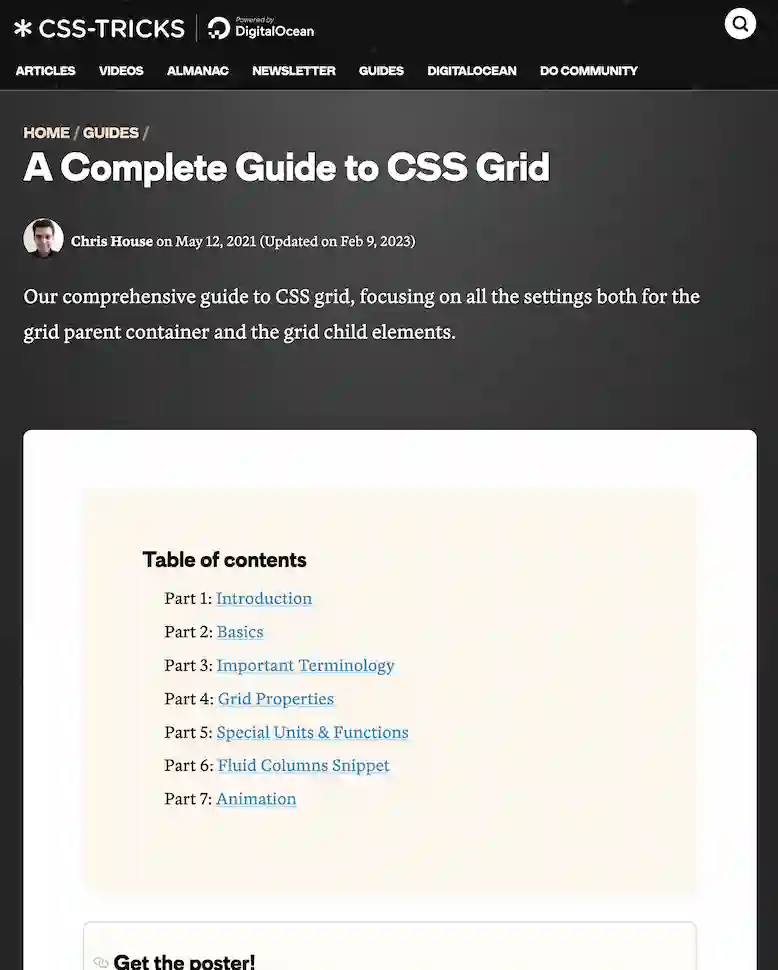 CSS-TRICKS
Powered by
DigitalOcean
ARTICLES VIDEOS ALMANAC NEWSLETTER GUIDES DIGITALOCEAN DO COMMUNITY
HOME / GUIDES /
A Complete Guide to CSS Grid
Chris House on May 12, 2021 (Updated on Feb 9, 2023)
Our comprehensive guide to CSS grid, focusing on all the settings both for the
grid parent container and the grid child elements.
Table of contents
Part 1: Introduction
Part 2: Basics
Part 3: Important Terminology
Part 4: Grid Properties
Part 5: Special Units & Functions
Part 6: Fluid Columns Snippet
Part 7: Animation
Get the poster!